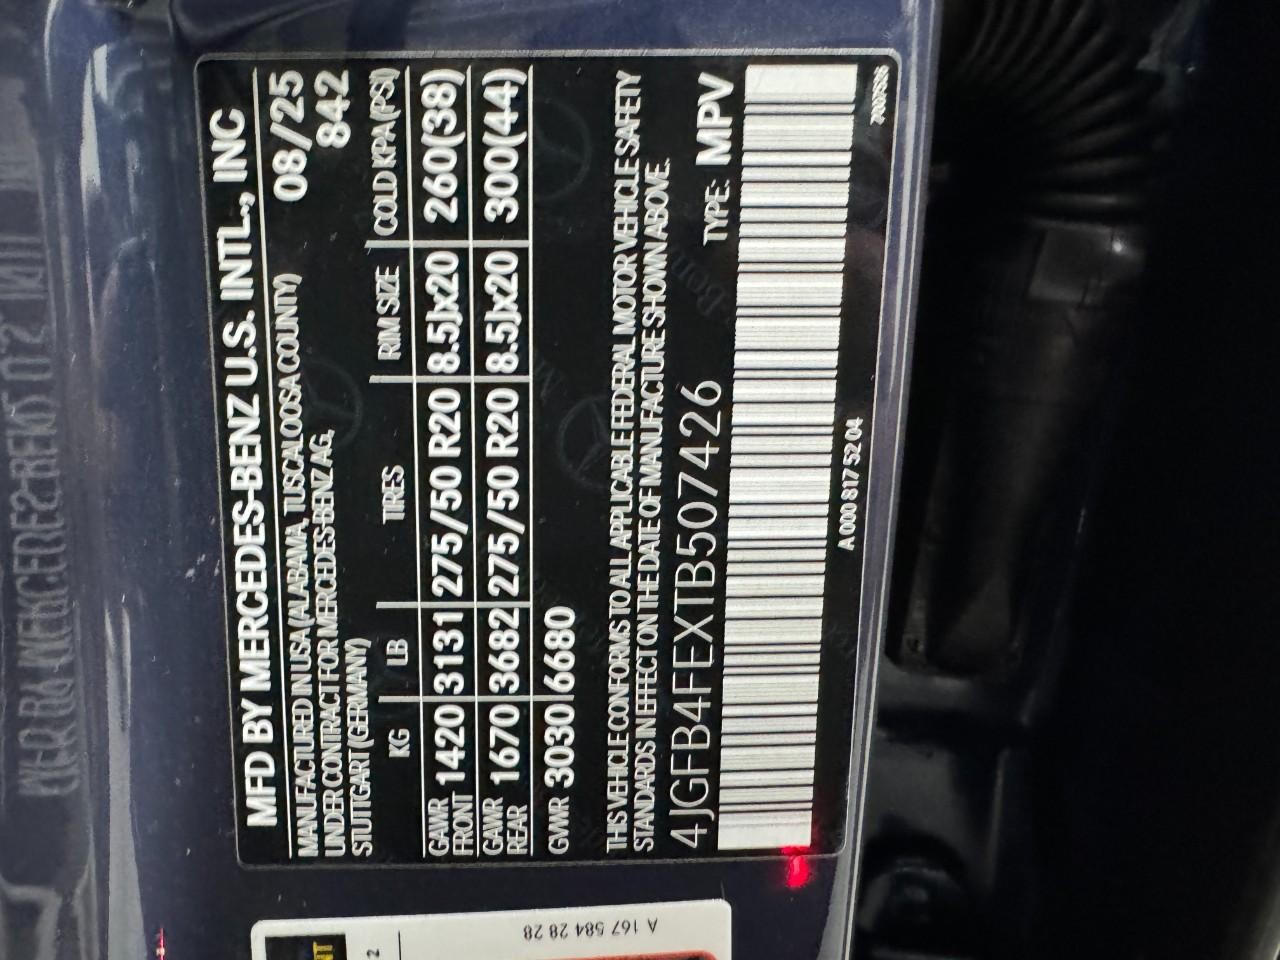 MFD BY MERCEDES-BENZ U.S. INTL., INC
MANUFACTURED IN USA (ALABAMA, TUSCALOOSA COUNTY) 08/25
UNDER CONTRACT FOR MERCEDES-BENZ AG, 842
STUTTGART (GERMANY)
KG LB TIRES RIM SIZE COLD KPA (PSI)
GAWR FRONT 1420 3131 275/50 R20 8.5Jx20 260(38)
GAWR REAR 1670 3682 275/50 R20 8.5Jx20 300(44)
GVWR 3030 6680
THIS VEHICLE CONFORMS TO ALL APPLICABLE FEDERAL MOTOR VEHICLE SAFETY
STANDARDS IN EFFECT ON THE DATE OF MANUFACTURE SHOWN ABOVE.
4JGFB4FEXTB507426 TYPE: MPV
A 000 817 52 04
A 167 584 28 28
2